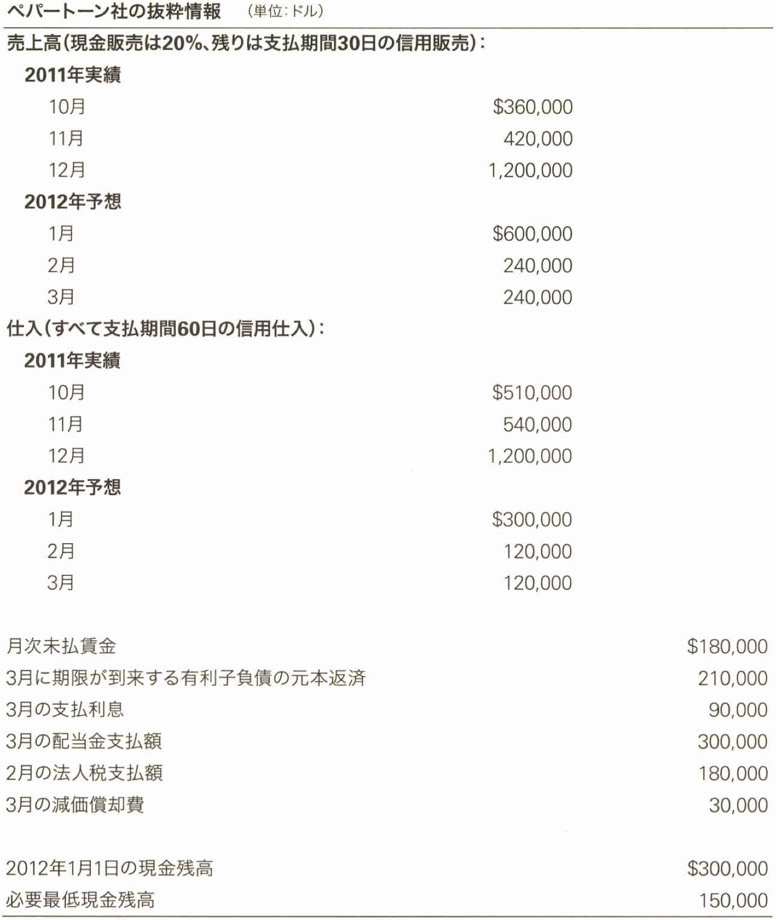 ペパートーン社の抜粋情報 (単位:ドル)
売上高(現金販売は20%、残りは支払期間30日の信用販売):
2011年実績
10月 $360,000
11月 420,000
12月 1,200,000
2012年予想
1月 $600,000
2月 240,000
3月 240,000
仕入(すべて支払期間60日の信用仕入):
2011年実績
10月 $510,000
11月 540,000
12月 1,200,000
2012年予想
1月 $300,000
2月 120,000
3月 120,000
月次未払賃金 $180,000
3月に期限が到来する有利子負債の元本返済 210,000
3月の支払利息 90,000
3月の配当金支払額 300,000
2月の法人税支払額 180,000
3月の減価償却費 30,000
2012年1月1日の現金残高 $300,000
必要最低現金残高 150,000